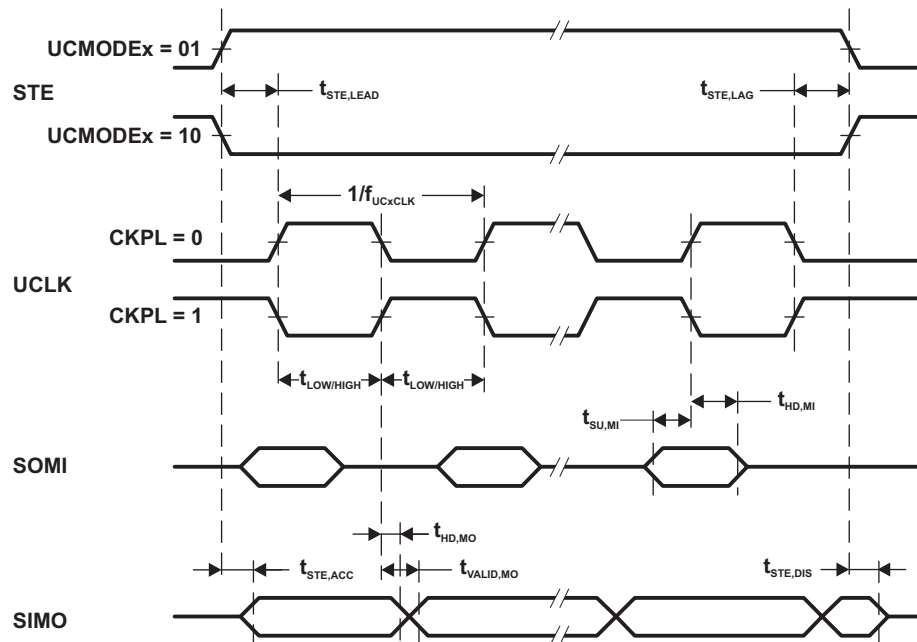 UCMODEx = 01
STE
tSTE,LEAD
tSTE,LAG
UCMODEx = 10
1/fUCxCLK
CKPL = 0
UCLK
CKPL = 1
tLOW/HIGH
tLOW/HIGH
tSU,MI
tHD,MI
SOMI
tHD,MO
tSTE,ACC
tVALID,MO
tSTE,DIS
SIMO